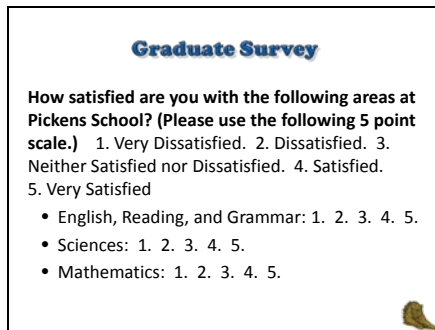 Graduate Survey
How satisfied are you with the following areas at
Pickens School? (Please use the following 5 point
scale.) 1. Very Dissatisfied. 2. Dissatisfied. 3.
Neither Satisfied nor Dissatisfied. 4. Satisfied.
5. Very Satisfied
• English, Reading, and Grammar: 1. 2. 3. 4. 5.
• Sciences: 1. 2. 3. 4. 5.
• Mathematics: 1. 2. 3. 4. 5.